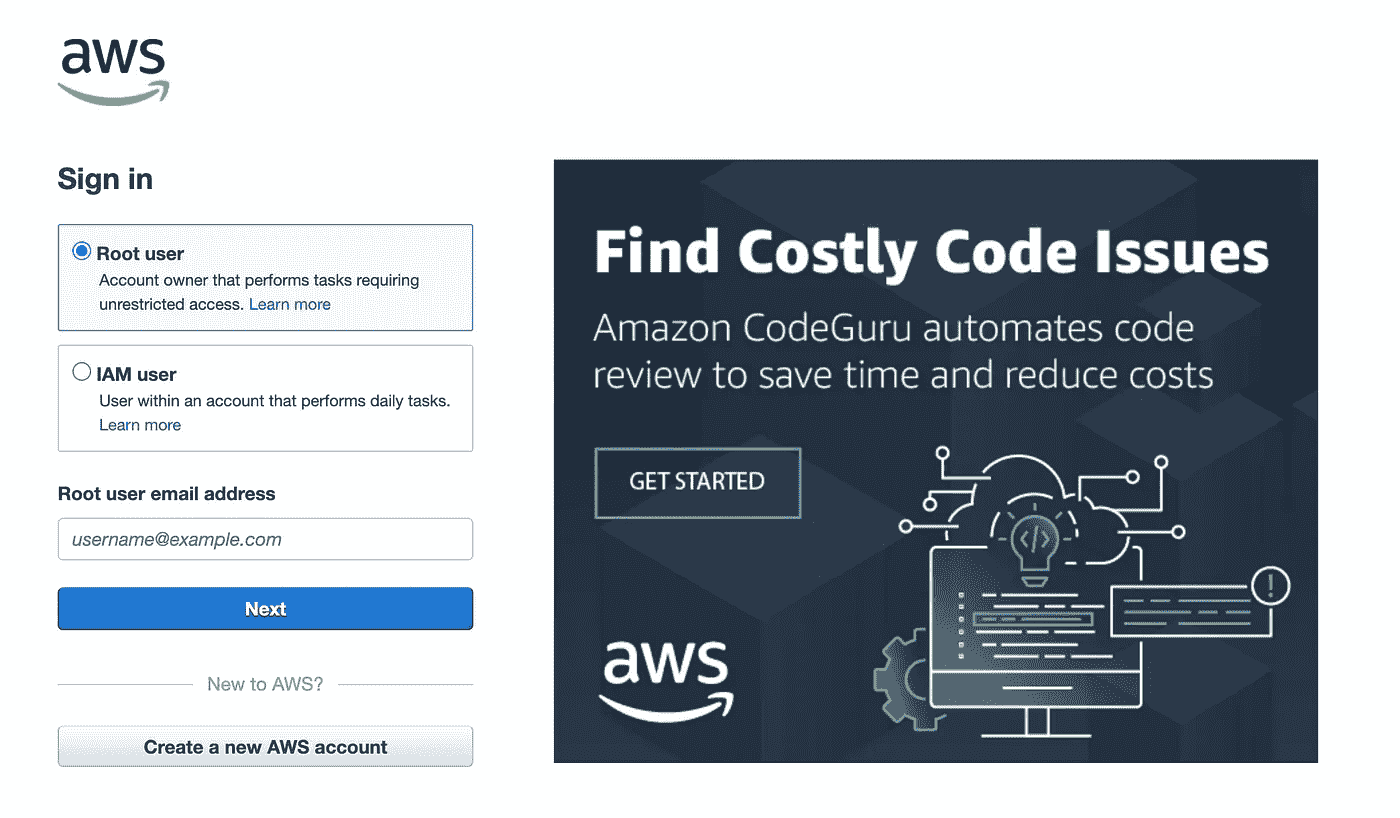 aws
Sign in
Root user
Account owner that performs tasks requiring
unrestricted access. Learn more
IAM user
User within an account that performs daily tasks.
Learn more
Root user email address
username@example.com
Next
New to AWS?
Create a new AWS account
Find Costly Code Issues
Amazon CodeGuru automates code
review to save time and reduce costs
GET STARTED
</>
!
aws